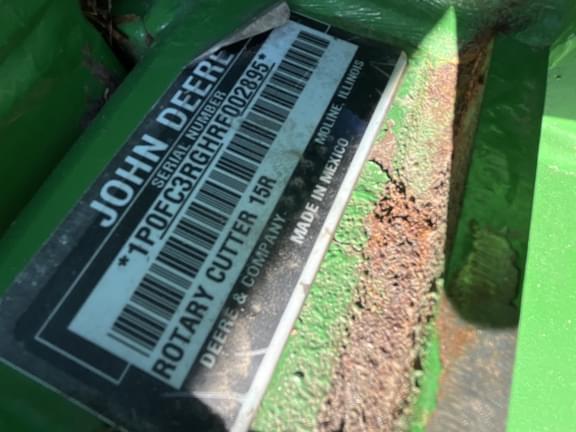 JOHN DEERE
SERIAL NUMBER
*1P0FC3RGHRF002895*
ROTARY CUTTER 15R
DEERE & COMPANY MOLINE, ILLINOIS
MADE IN MEXICO